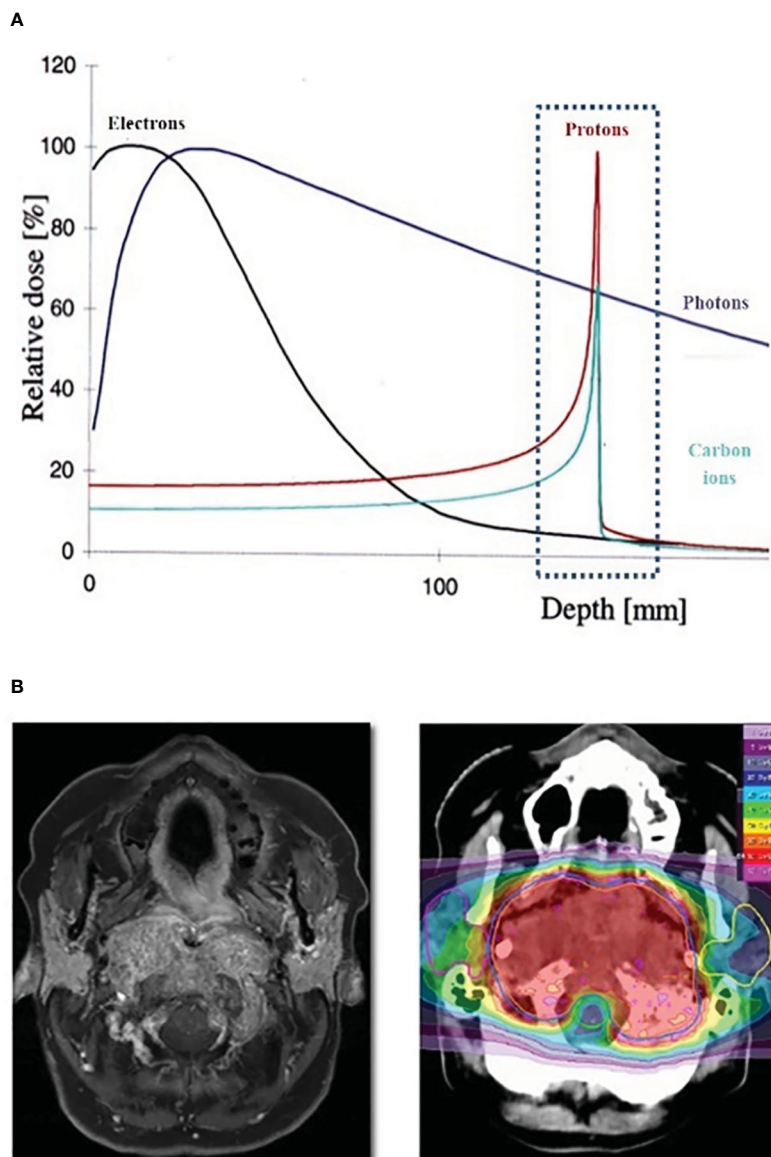 A
Relative dose [%]
120
100
80
60
40
20
0
Electrons
Protons
Photons
Carbon
ions
0
100
Depth [mm]
B